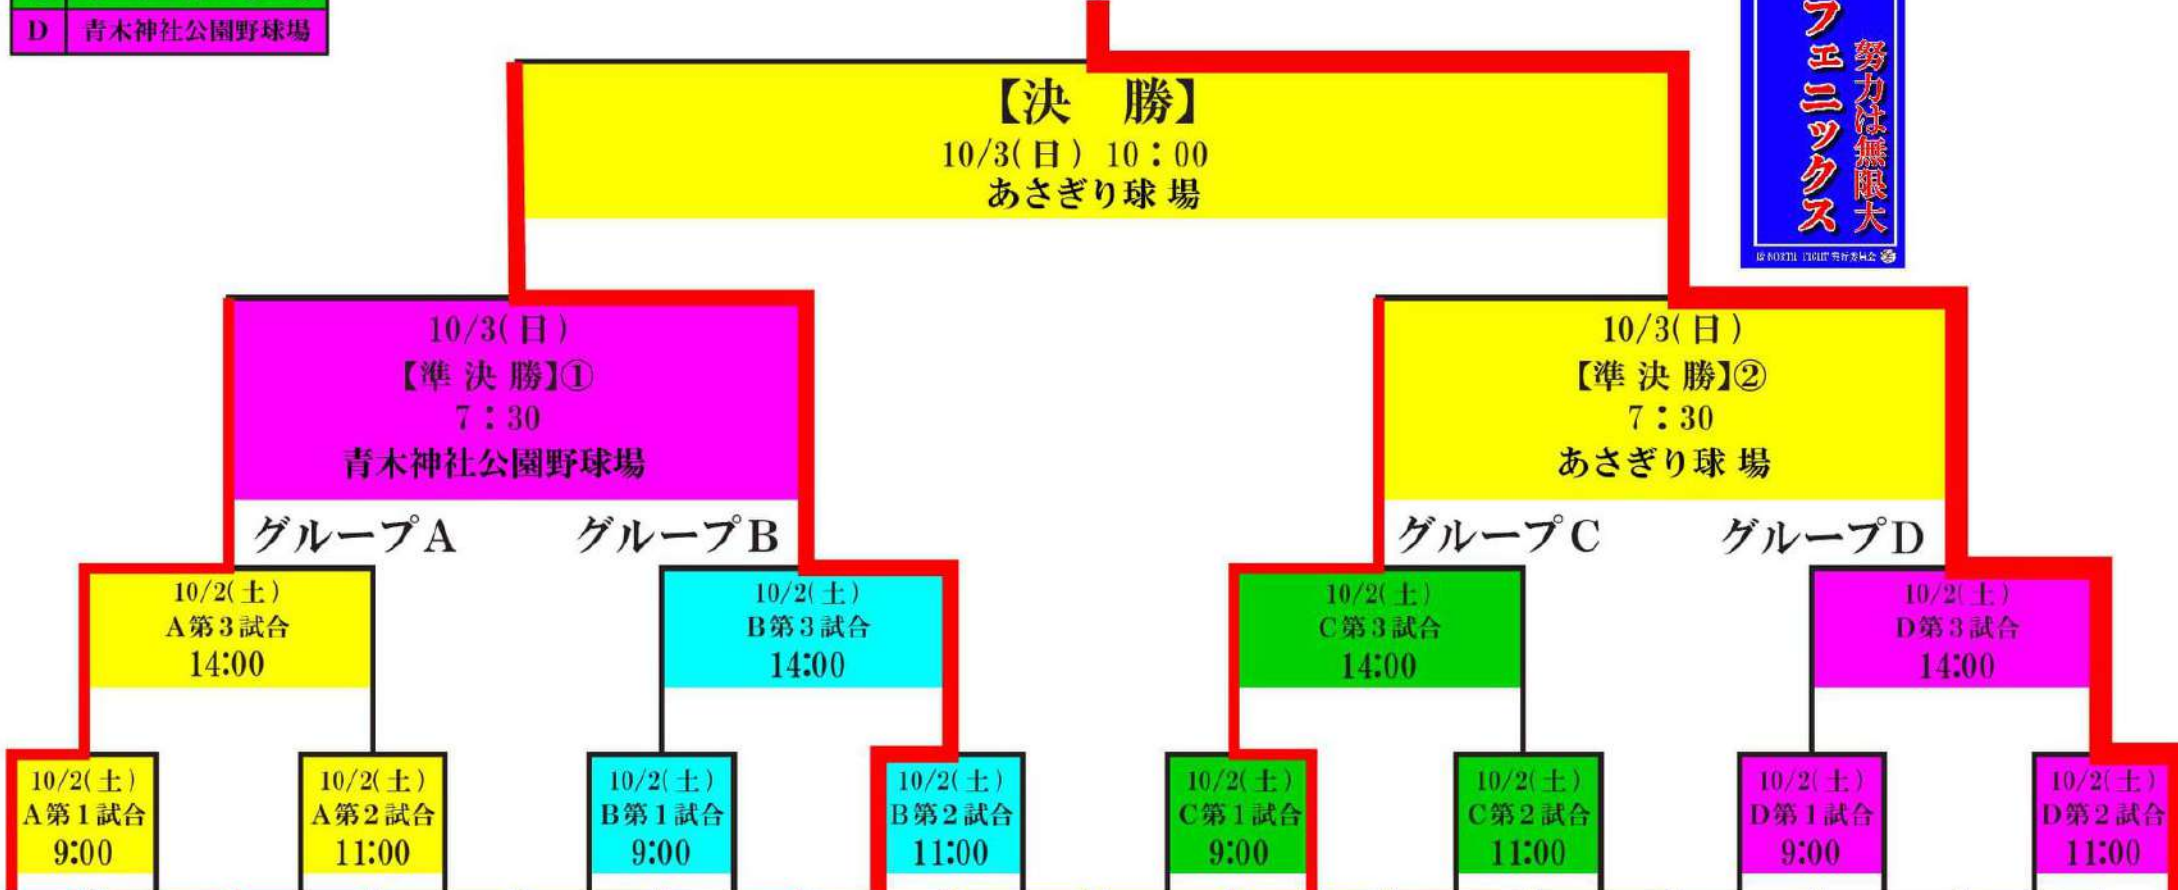 D 青木神社公園野球場
フェニックス
努力は無限大
【決 勝】
10/3(日) 10：00
あさぎり球 場
10/3(日)
【準 決 勝】①
7：30
青木神社公園野球場
10/3(日)
【準 決 勝】②
7：30
あさぎり球 場
グループA
グループB
グループC
グループD
10/2(土)
A第3試合
14:00
10/2(土)
B第3試合
14:00
10/2(土)
C第3試合
14:00
10/2(土)
D第3試合
14:00
10/2(土)
A第1試合
9:00
10/2(土)
A第2試合
11:00
10/2(土)
B第1試合
9:00
10/2(土)
B第2試合
11:00
10/2(土)
C第1試合
9:00
10/2(土)
C第2試合
11:00
10/2(土)
D第1試合
9:00
10/2(土)
D第2試合
11:00